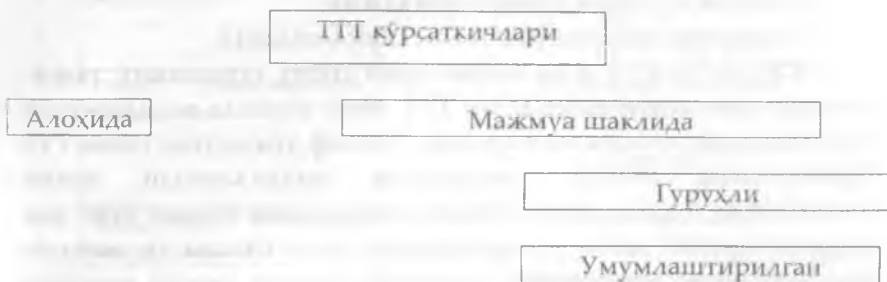 ТТТ кўрсаткичлари
Алоҳида
Мажмуа шаклида
Гуруҳли
Умумлаштирилган